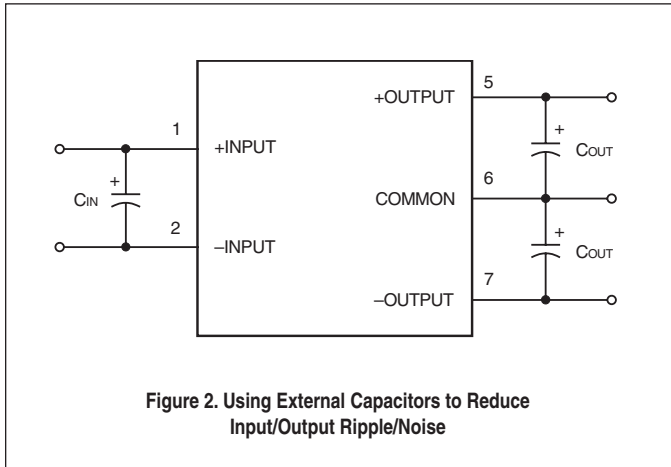 5
+OUTPUT
1
+
+INPUT
COUT
6
+
CIN
COMMON
2
+
–INPUT
COUT
7
–OUTPUT
Figure 2. Using External Capacitors to Reduce
Input/Output Ripple/Noise